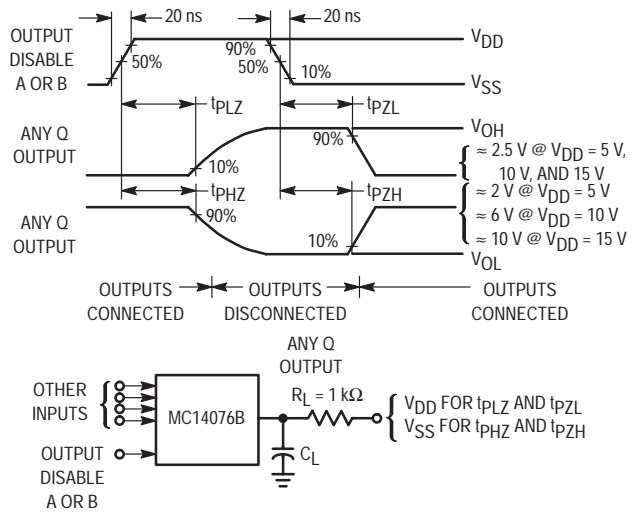 20 ns
20 ns
OUTPUT
DISABLE
A OR B
50%
90%
50%
10%
VDD
VSS
tPLZ
tPZL
ANY Q
OUTPUT
10%
90%
VOH
≈ 2.5 V @ VDD = 5 V,
10 V, AND 15 V
tPHZ
tPZH
ANY Q
OUTPUT
90%
10%
≈ 2 V @ VDD = 5 V
≈ 6 V @ VDD = 10 V
≈ 10 V @ VDD = 15 V
VOL
OUTPUTS
CONNECTED
OUTPUTS
DISCONNECTED
OUTPUTS
CONNECTED
ANY Q
OUTPUT
OTHER
INPUTS
MC14076B
RL = 1 kΩ
CL
VDD FOR tPLZ AND tPZL
VSS FOR tPHZ AND tPZH
OUTPUT
DISABLE
A OR B